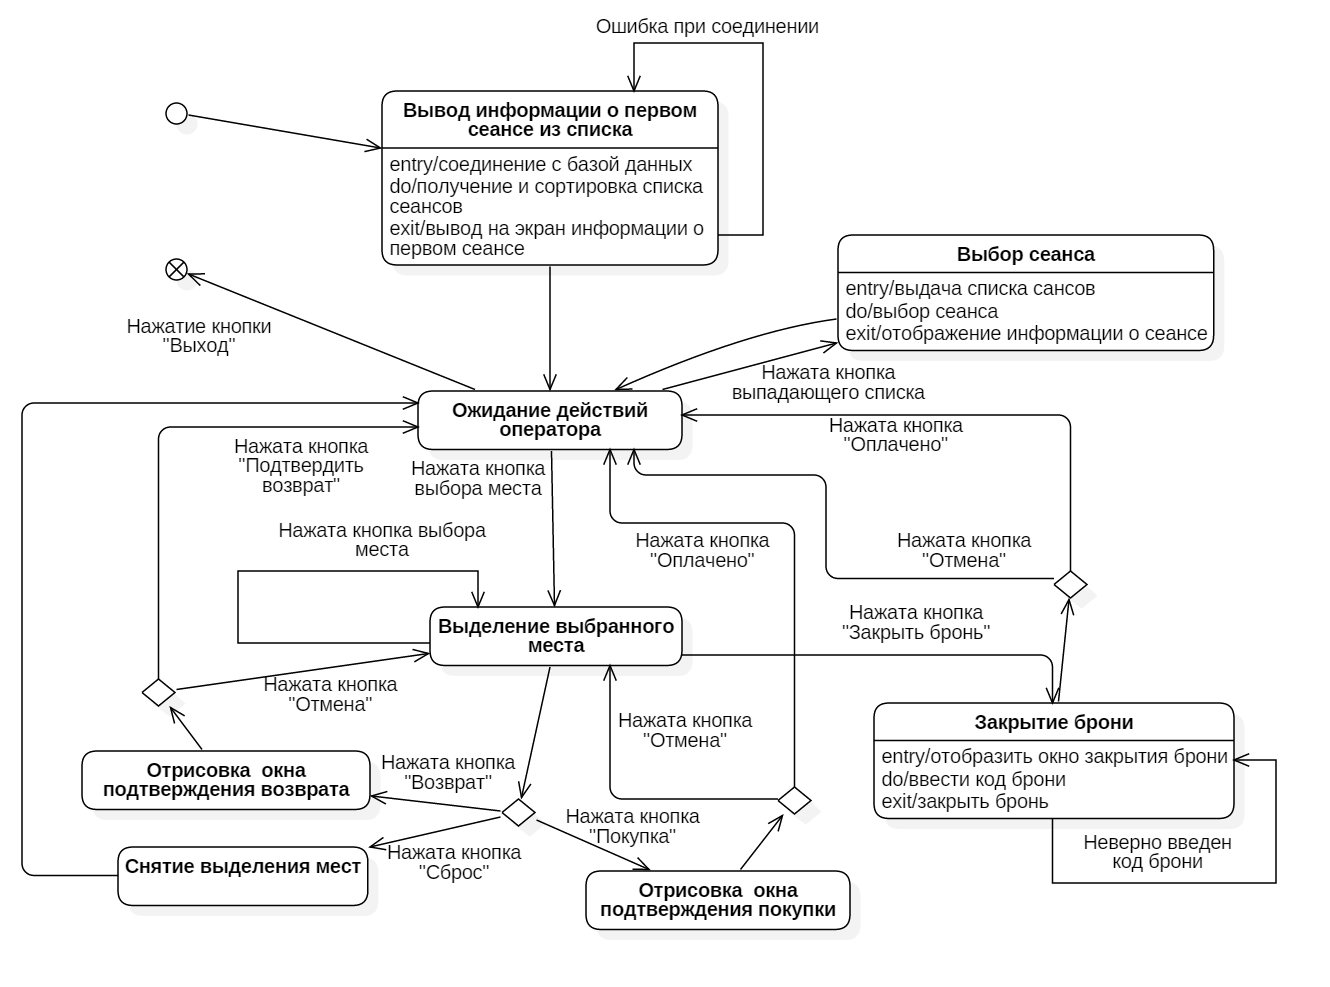 Ошибка при соединении
Вывод информации о первом
сеансе из списка
entry/соединение с базой данных
do/получение и сортировка списка
сеансов
exit/вывод на экран информации о
первом сеансе
Выбор сеанса
entry/выдача списка сансов
do/выбор сеанса
exit/отображение информации о сеансе
Нажатие кнопки
"Выход"
Нажата кнопка
выпадающего списка
Ожидание действий
оператора
Нажата кнопка
"Оплачено"
Нажата кнопка
"Подтвердить
возврат"
Нажата кнопка
выбора места
Нажата кнопка выбора
места
Нажата кнопка
"Оплачено"
Нажата кнопка
"Отмена"
Выделение выбранного
места
Нажата кнопка
"Закрыть бронь"
Нажата кнопка
"Отмена"
Нажата кнопка
"Отмена"
Закрытие брони
entry/отобразить окно закрытия брони
do/ввести код брони
exit/закрыть бронь
Отрисовка  окна
подтверждения возврата
Нажата кнопка
"Возврат"
Нажата кнопка
"Покупка"
Неверно введен
код брони
Снятие выделения мест
Нажата кнопка
"Сброс"
Отрисовка  окна
подтверждения покупки